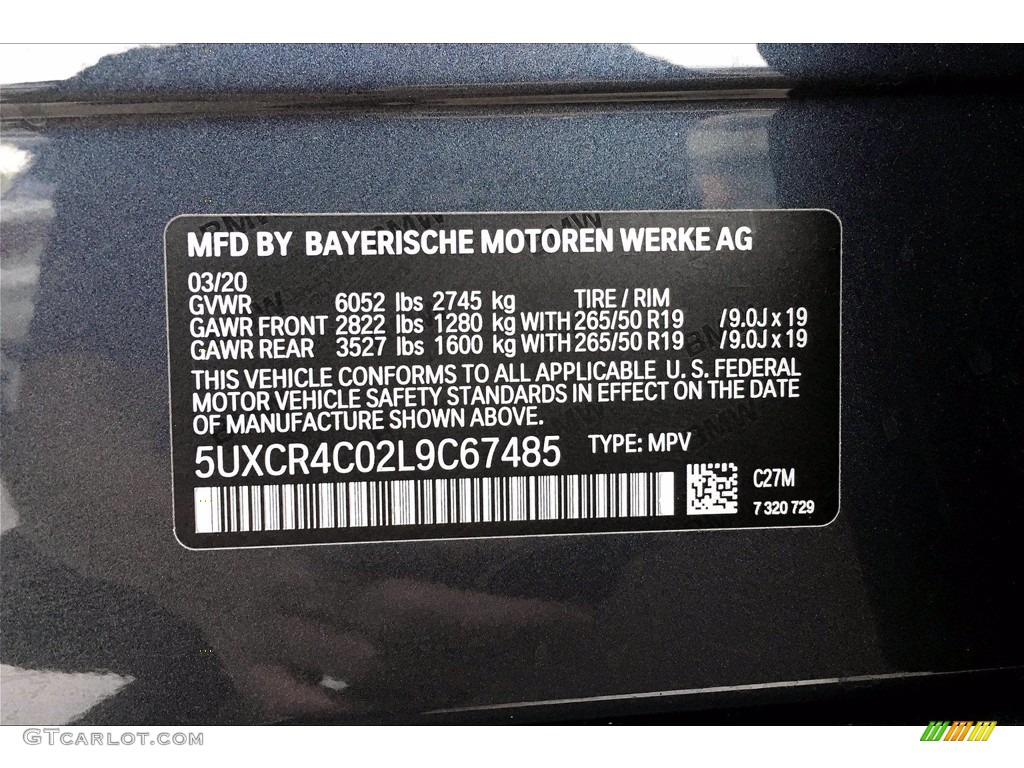 MFD BY BAYERISCHE MOTOREN WERKE AG
03/20
GVWR 6052 lbs 2745 kg TIRE / RIM
GAWR FRONT 2822 lbs 1280 kg WITH 265/50 R19 /9.0J x 19
GAWR REAR 3527 lbs 1600 kg WITH 265/50 R19 /9.0J x 19
THIS VEHICLE CONFORMS TO ALL APPLICABLE U. S. FEDERAL
MOTOR VEHICLE SAFETY STANDARDS IN EFFECT ON THE DATE
OF MANUFACTURE SHOWN ABOVE.
5UXCR4C02L9C67485 TYPE: MPV
C27M
7 320 729
GTCARLOT.COM